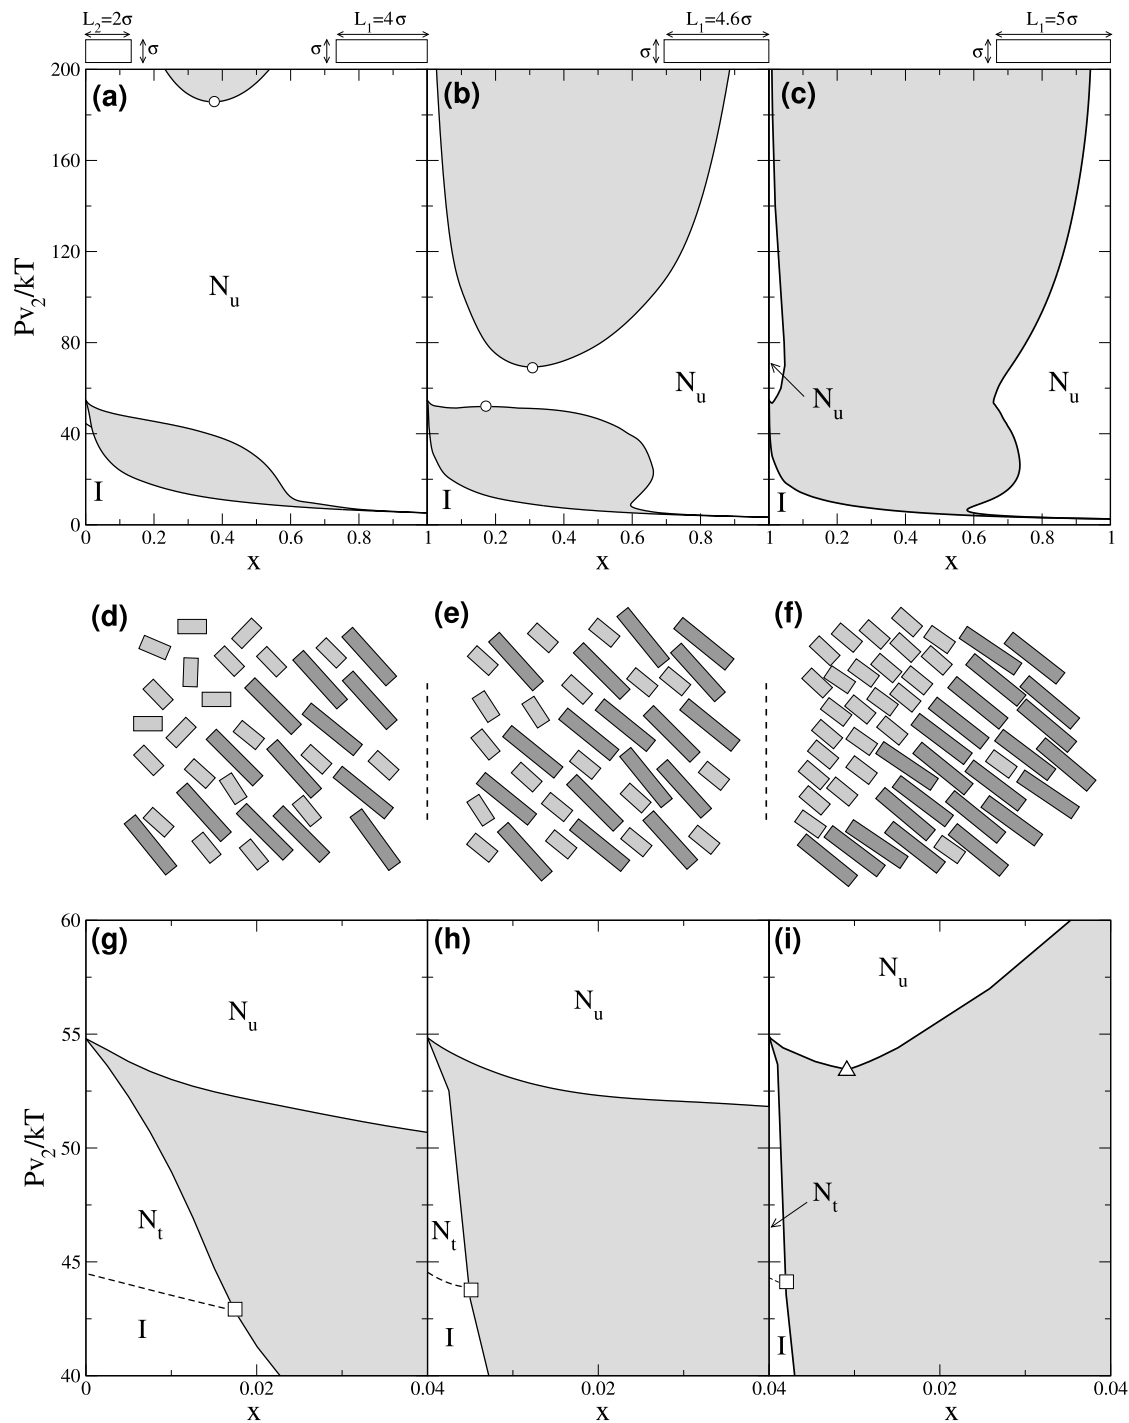 L₂=2σ L₁=4σ L₁=4.6σ L₁=5σ
σ σ σ σ
200 (a) (b) (c)
160
120
80
40
0
Pv₂/kT
Nᵤ
I
Nᵤ
I
Nᵤ
Nᵤ
I
0 0.2 0.4 0.6 0.8 1 0.2 0.4 0.6 0.8 1 0.2 0.4 0.6 0.8 1
x x x
(d) (e) (f)
60 (g) (h) (i)
55
50
45
40
Pv₂/kT
Nᵤ
Nₜ
I
Nᵤ
Nₜ
I
Nᵤ
Nₜ
I
0 0.02 0.04 0.02 0.04 0.02 0.04
x x x